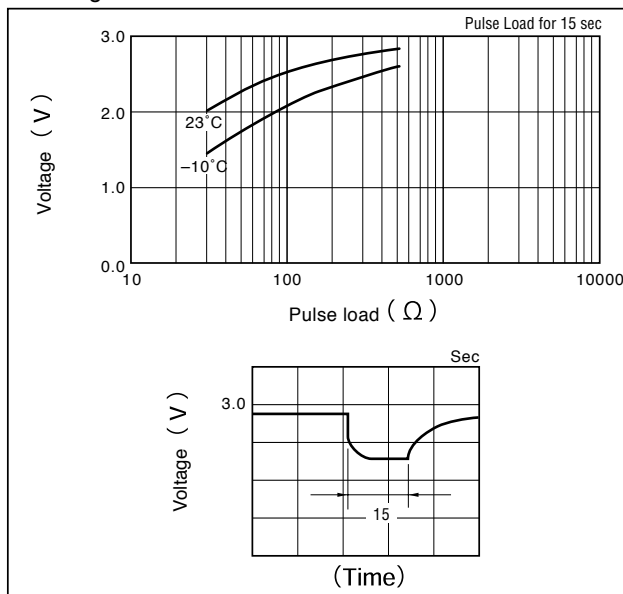 Pulse Load for 15 sec
3.0
2.0
1.0
0.0
Voltage ( V )
23˚C
–10˚C
10
100
1000
10000
Pulse load ( Ω )
Sec
3.0
Voltage ( V )
15
(Time)